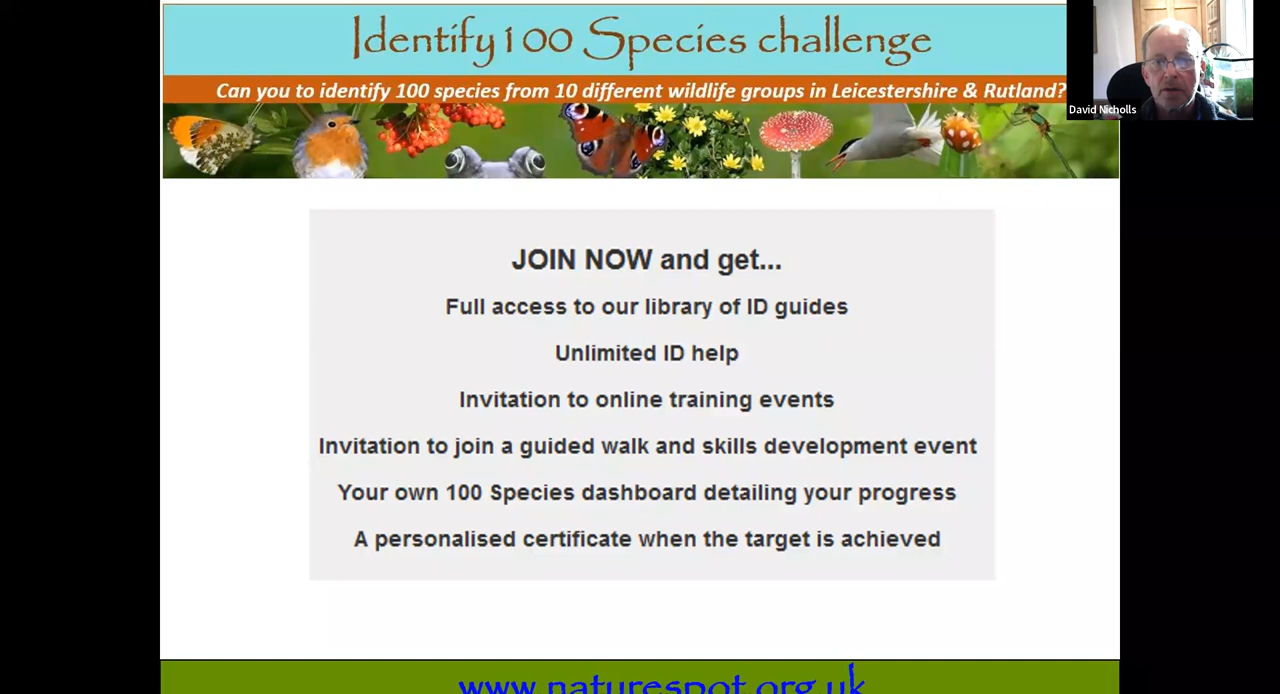 Identify 100 Species challenge
Can you to identify 100 species from 10 different wildlife groups in Leicestershire & Rutland?
David Nicholls
JOIN NOW and get...
Full access to our library of ID guides
Unlimited ID help
Invitation to online training events
Invitation to join a guided walk and skills development event
Your own 100 Species dashboard detailing your progress
A personalised certificate when the target is achieved
www.naturespot.org.uk